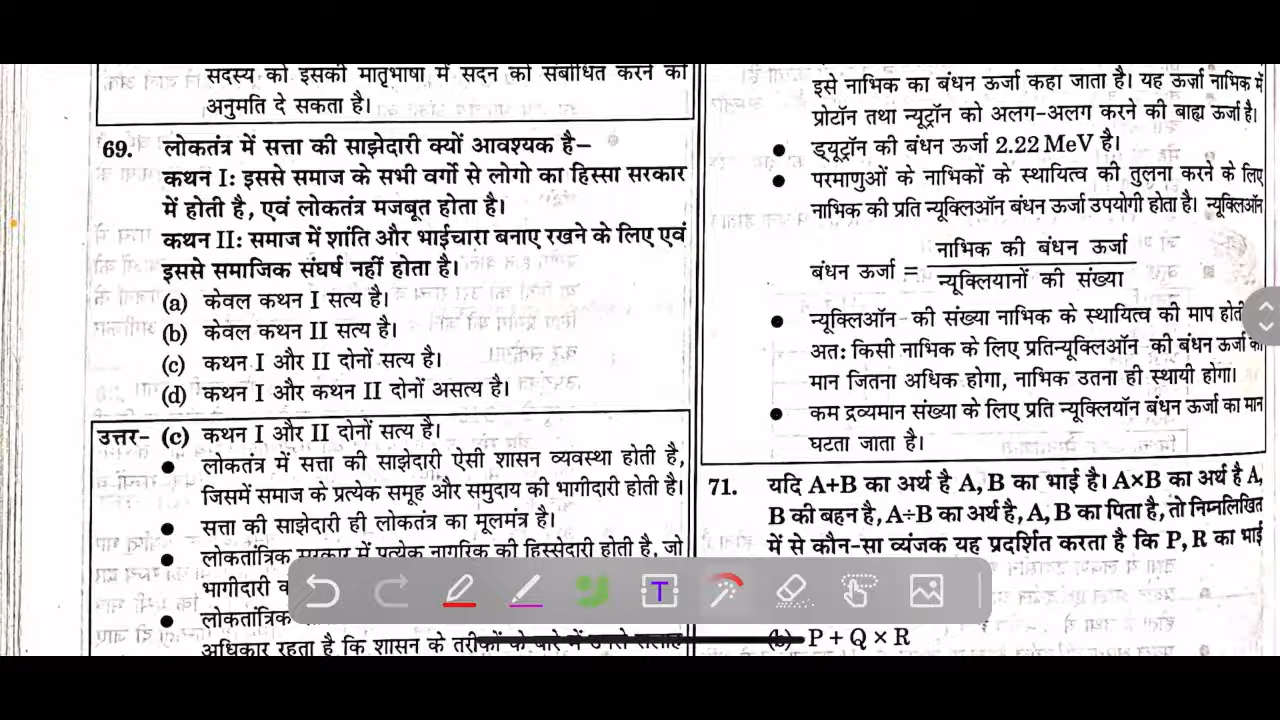 सदस्य को इसकी मातृभाषा में सदन को संबोधित करने की
अनुमति दे सकता है।
69. लोकतंत्र में सत्ता की साझेदारी क्यों आवश्यक है–
कथन I: इससे समाज के सभी वर्गो से लोगो का हिस्सा सरकार
में होती है, एवं लोकतंत्र मजबूत होता है।
कथन II: समाज में शांति और भाईचारा बनाए रखने के लिए एवं
इससे समाजिक संघर्ष नहीं होता है।
(a) केवल कथन I सत्य है।
(b) केवल कथन II सत्य है।
(c) कथन I और II दोनों सत्य है।
(d) कथन I और कथन II दोनों असत्य है।
उत्तर- (c) कथन I और II दोनों सत्य है।
● लोकतंत्र में सत्ता की साझेदारी ऐसी शासन व्यवस्था होती है,
जिसमें समाज के प्रत्येक समूह और समुदाय की भागीदारी होती है।
● सत्ता की साझेदारी ही लोकतंत्र का मूलमंत्र है।
● लोकतांत्रिक सरकार में प्रत्येक नागरिक की हिस्सेदारी होती है, जो
भागीदारी
● लोकतांत्रिक
अधिकार रहता है कि शासन के तरीकों के बारे में उनसे सलाह
इसे नाभिक का बंधन ऊर्जा कहा जाता है। यह ऊर्जा नाभिक में
प्रोटॉन तथा न्यूट्रॉन को अलग-अलग करने की बाह्य ऊर्जा है।
● ड्यूट्रॉन की बंधन ऊर्जा 2.22 MeV है।
● परमाणुओं के नाभिकों के स्थायित्व की तुलना करने के लिए
नाभिक की प्रति न्यूक्लिऑन बंधन ऊर्जा उपयोगी होता है। न्यूक्लिऑन
बंधन ऊर्जा = नाभिक की बंधन ऊर्जा
न्यूक्लियानों की संख्या
● न्यूक्लिऑन की संख्या नाभिक के स्थायित्व की माप होती
अत: किसी नाभिक के लिए प्रतिन्यूक्लिऑन की बंधन ऊर्जा का
मान जितना अधिक होगा, नाभिक उतना ही स्थायी होगा।
● कम द्रव्यमान संख्या के लिए प्रति न्यूक्लियॉन बंधन ऊर्जा का मान
घटता जाता है।
71. यदि A+B का अर्थ है A, B का भाई है। A×B का अर्थ है A,
B की बहन है, A÷B का अर्थ है, A, B का पिता है, तो निम्नलिखित
में से कौन-सा व्यंजक यह प्रदर्शित करता है कि P, R का भाई
(b) P + Q × R
T